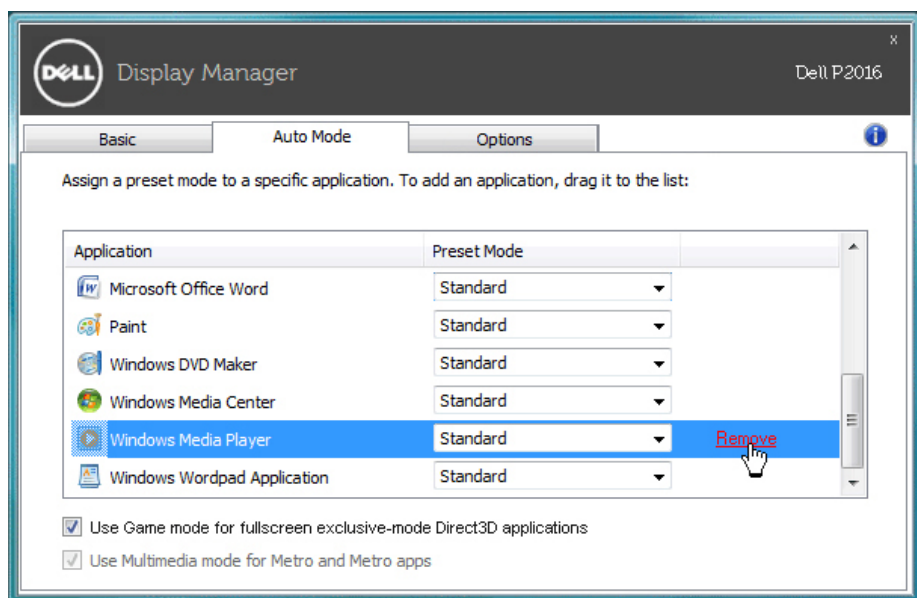 x
DELL Display Manager Dell P2016
Basic Auto Mode Options i
Assign a preset mode to a specific application. To add an application, drag it to the list:
Application Preset Mode
Microsoft Office Word Standard
Paint Standard
Windows DVD Maker Standard
Windows Media Center Standard
Windows Media Player Standard Remove
Windows Wordpad Application Standard
Use Game mode for fullscreen exclusive-mode Direct3D applications
Use Multimedia mode for Metro and Metro apps